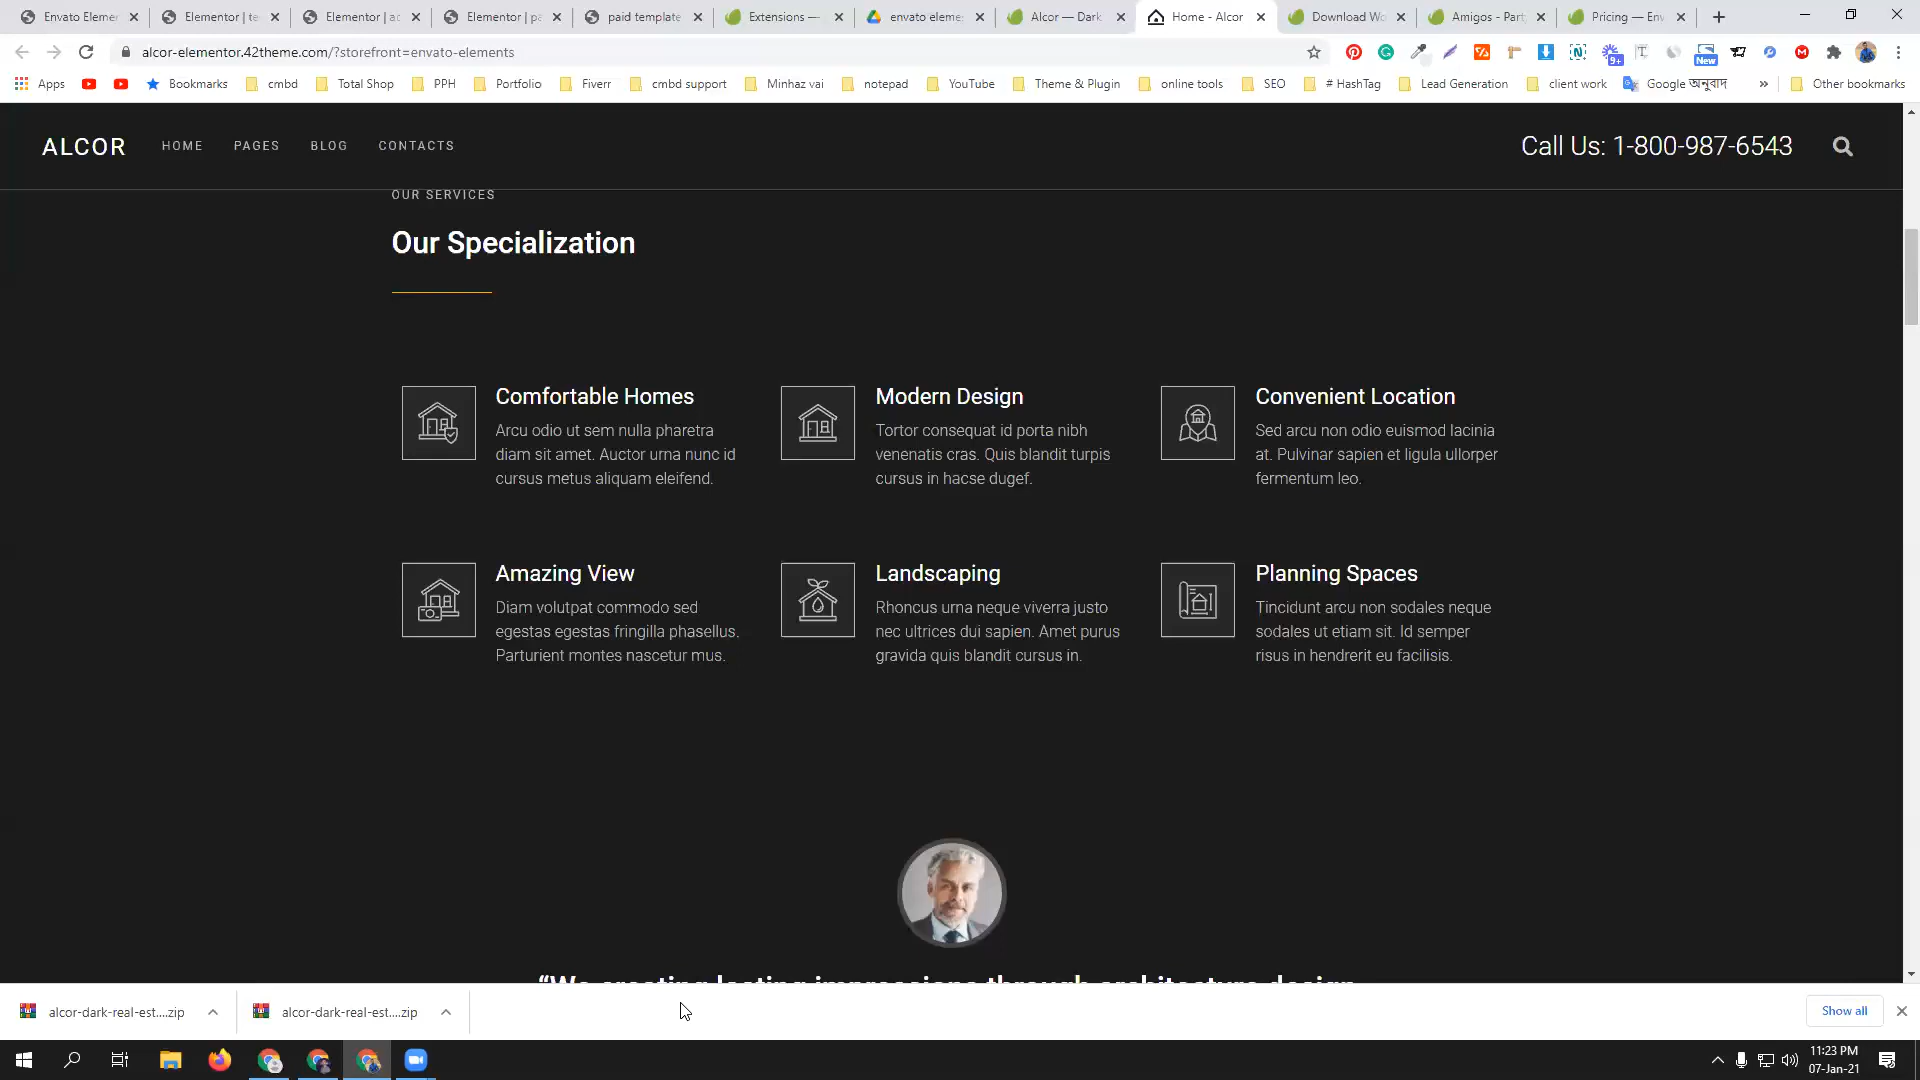 Envato Eleme
Elementor | te
Elementor | ac
Elementor | pa
paid template
Extensions —
envato eleme
Alcor — Dark
Home - Alcor
Download Wo
Amigos - Part
Pricing — Env
alcor-elementor.42theme.com/?storefront=envato-elements
9+
New
Apps
Bookmarks
cmbd
Total Shop
PPH
Portfolio
Fiverr
cmbd support
Minhaz vai
notepad
YouTube
Theme & Plugin
online tools
SEO
# HashTag
Lead Generation
client work
Google অনুবাদ
»
Other bookmarks
ALCOR
HOME
PAGES
BLOG
CONTACTS
Call Us: 1-800-987-6543
OUR SERVICES
Our Specialization
Comfortable Homes
Arcu odio ut sem nulla pharetra
diam sit amet. Auctor urna nunc id
cursus metus aliquam eleifend.
Modern Design
Tortor consequat id porta nibh
venenatis cras. Quis blandit turpis
cursus in hacse dugef.
Convenient Location
Sed arcu non odio euismod lacinia
at. Pulvinar sapien et ligula ullorper
fermentum leo.
Amazing View
Diam volutpat commodo sed
egestas egestas fringilla phasellus.
Parturient montes nascetur mus.
Landscaping
Rhoncus urna neque viverra justo
nec ultrices dui sapien. Amet purus
gravida quis blandit cursus in.
Planning Spaces
Tincidunt arcu non sodales neque
sodales ut etiam sit. Id semper
risus in hendrerit eu facilisis.
“We creating lasting impressions through architecture design
alcor-dark-real-est....zip
alcor-dark-real-est....zip
Show all
11:23 PM
07-Jan-21